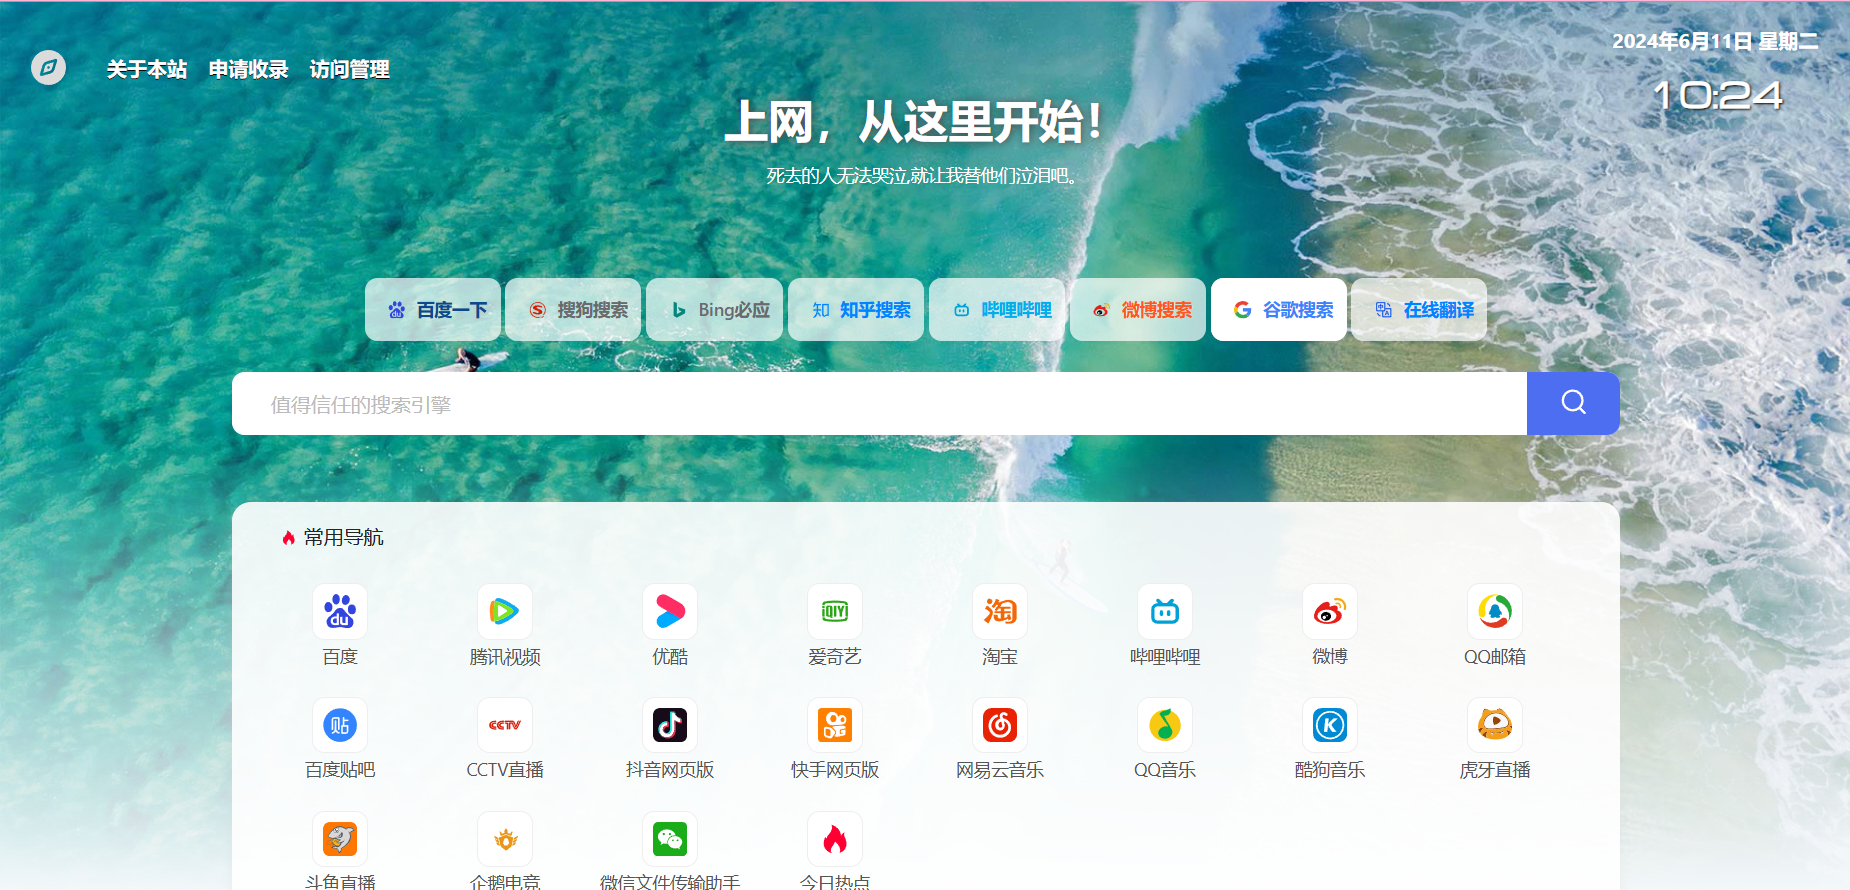 2024年6月11日 星期二
关于本站 申请收录 访问管理
10:24
上网，从这里开始！
死去的人无法哭泣,就让我替他们泣泪吧。
百度一下 搜狗搜索 Bing必应 知 知乎搜索 哔哩哔哩 微博搜索 谷歌搜索 在线翻译
值得信任的搜索引擎
常用导航
du iQIYI 淘
百度 腾讯视频 优酷 爱奇艺 淘宝 哔哩哔哩 微博 QQ邮箱
贴 CCTV K
百度贴吧 CCTV直播 抖音网页版 快手网页版 网易云音乐 QQ音乐 酷狗音乐 虎牙直播
斗鱼直播 企鹅电竞 微信文件传输助手 今日热点